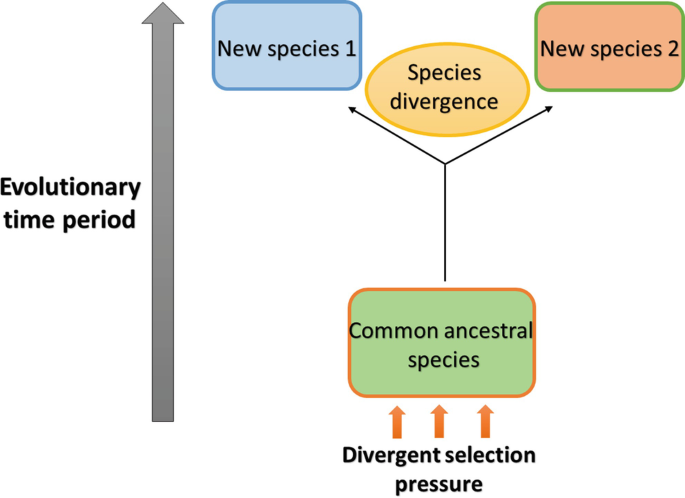 New species 1
New species 2
Species
divergence
Evolutionary
time period
Common ancestral
species
Divergent selection
pressure